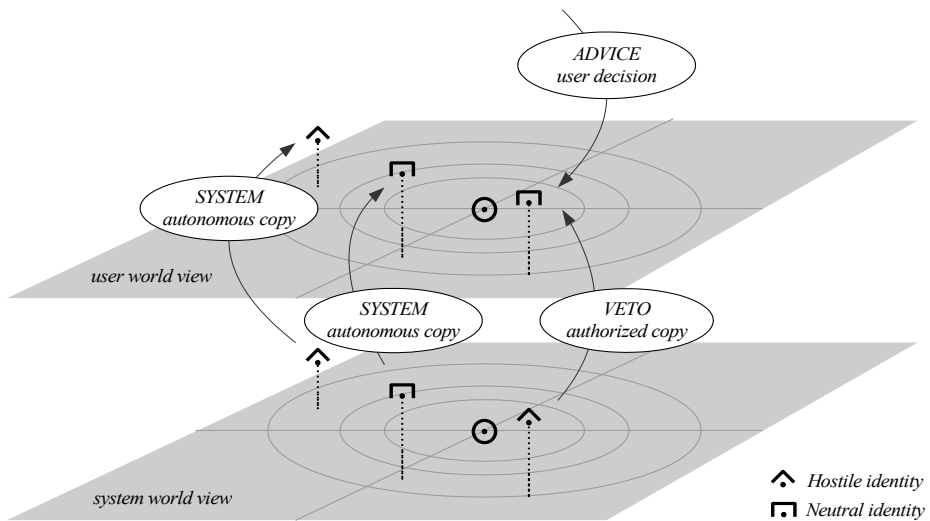 ADVICE
user decision
SYSTEM
autonomous copy
user world view
SYSTEM
autonomous copy
VETO
authorized copy
system world view
Hostile identity
Neutral identity